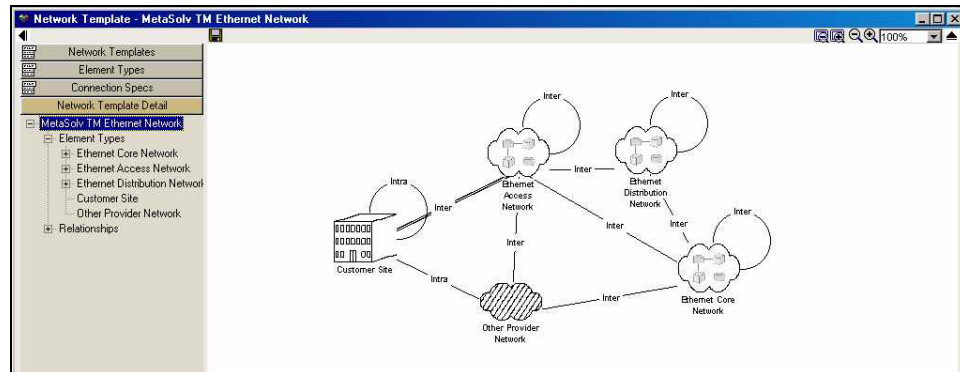 Network Template - MetaSolv TM Ethernet Network
100%
Network Templates
Element Types
Connection Specs
Network Template Detail
MetaSolv TM Ethernet Network
Element Types
Ethernet Core Network
Ethernet Access Network
Ethernet Distribution Network
Customer Site
Other Provider Network
Relationships
Inter
Inter
Ethernet
Access
Network
Inter
Ethernet
Distribution
Network
Intra
Inter
Inter
Inter
Inter
Inter
Customer Site
Intra
Inter
Ethernet Core
Network
Other Provider
Network